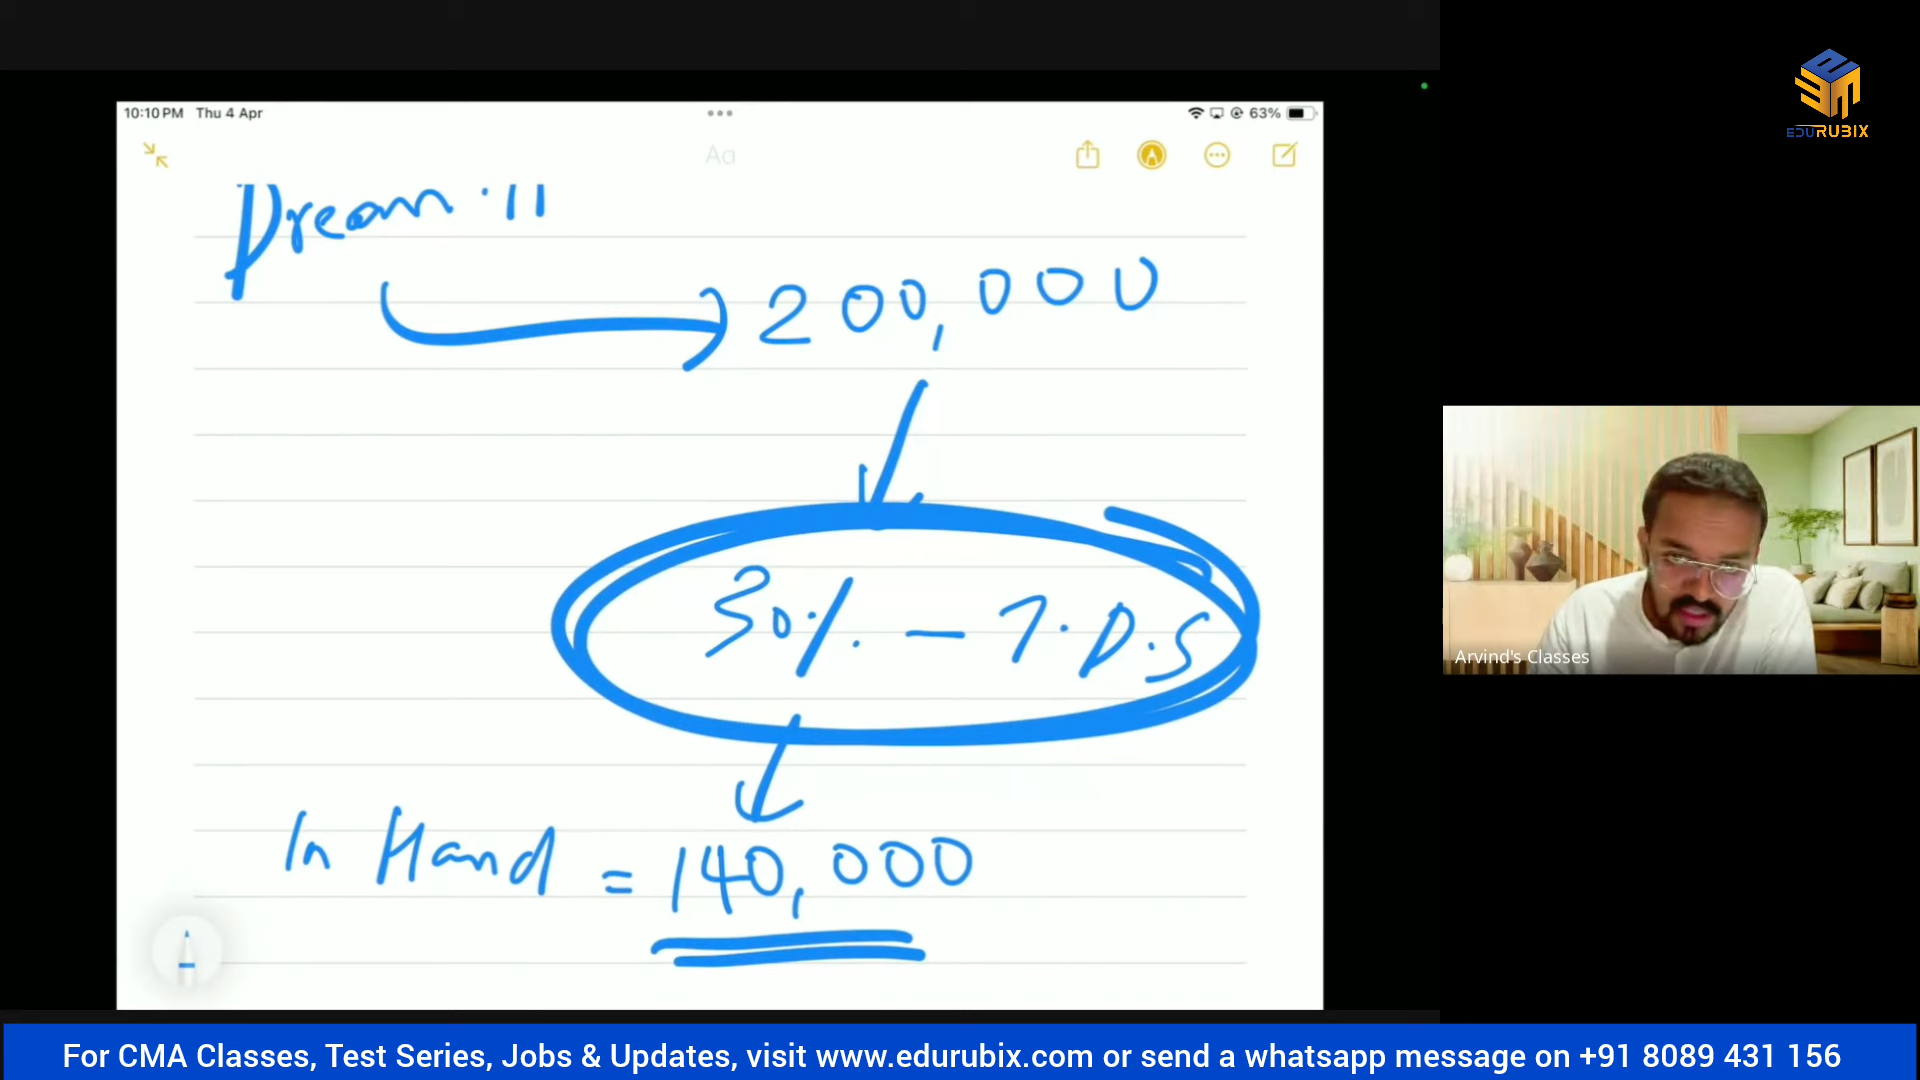 10:10 PM Thu 4 Apr
63%
Aa
EDURUBIX
Dream 11
200,000
30% - T.D.S
In Hand = 140,000
Arvind's Classes
For CMA Classes, Test Series, Jobs & Updates, visit www.edurubix.com or send a whatsapp message on +91 8089 431 156